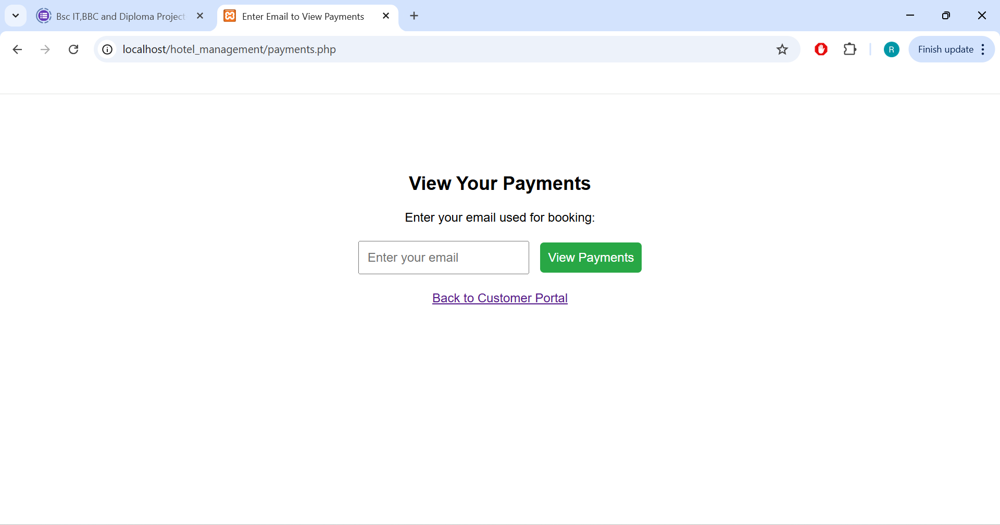 Bsc IT,BBC and Diploma Project
Enter Email to View Payments
localhost/hotel_management/payments.php
R
Finish update
View Your Payments
Enter your email used for booking:
Enter your email
View Payments
Back to Customer Portal